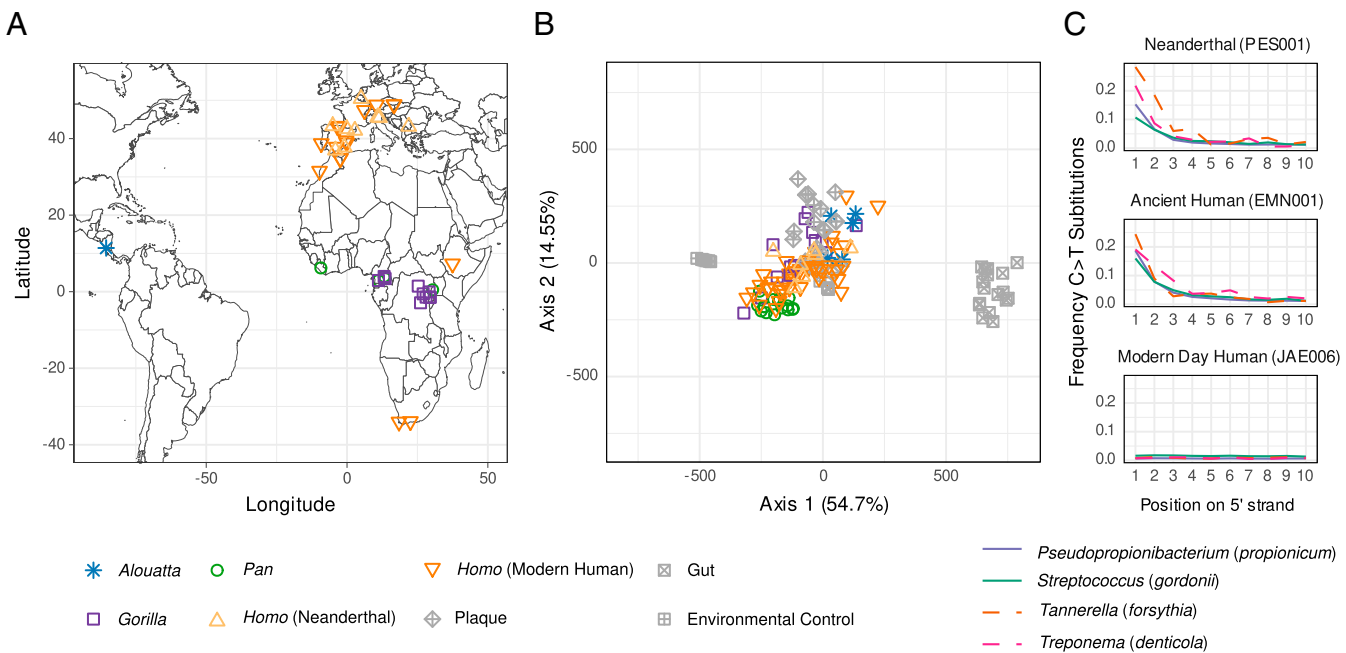 A
B
C
Latitude
40
20
0
-20
-40
-50
0
50
Longitude
Axis 2 (14.55%)
500
0
-500
-500
0
500
Axis 1 (54.7%)
Frequency C>T Substitutions
Neanderthal (PES001)
0.2
0.1
0.0
1 2 3 4 5 6 7 8 9 10
Ancient Human (EMN001)
0.2
0.1
0.0
1 2 3 4 5 6 7 8 9 10
Modern Day Human (JAE006)
0.2
0.1
0.0
1 2 3 4 5 6 7 8 9 10
Position on 5' strand
Alouatta
Pan
Homo (Modern Human)
Gut
Gorilla
Homo (Neanderthal)
Plaque
Environmental Control
Pseudopropionibacterium (propionicum)
Streptococcus (gordonii)
Tannerella (forsythia)
Treponema (denticola)